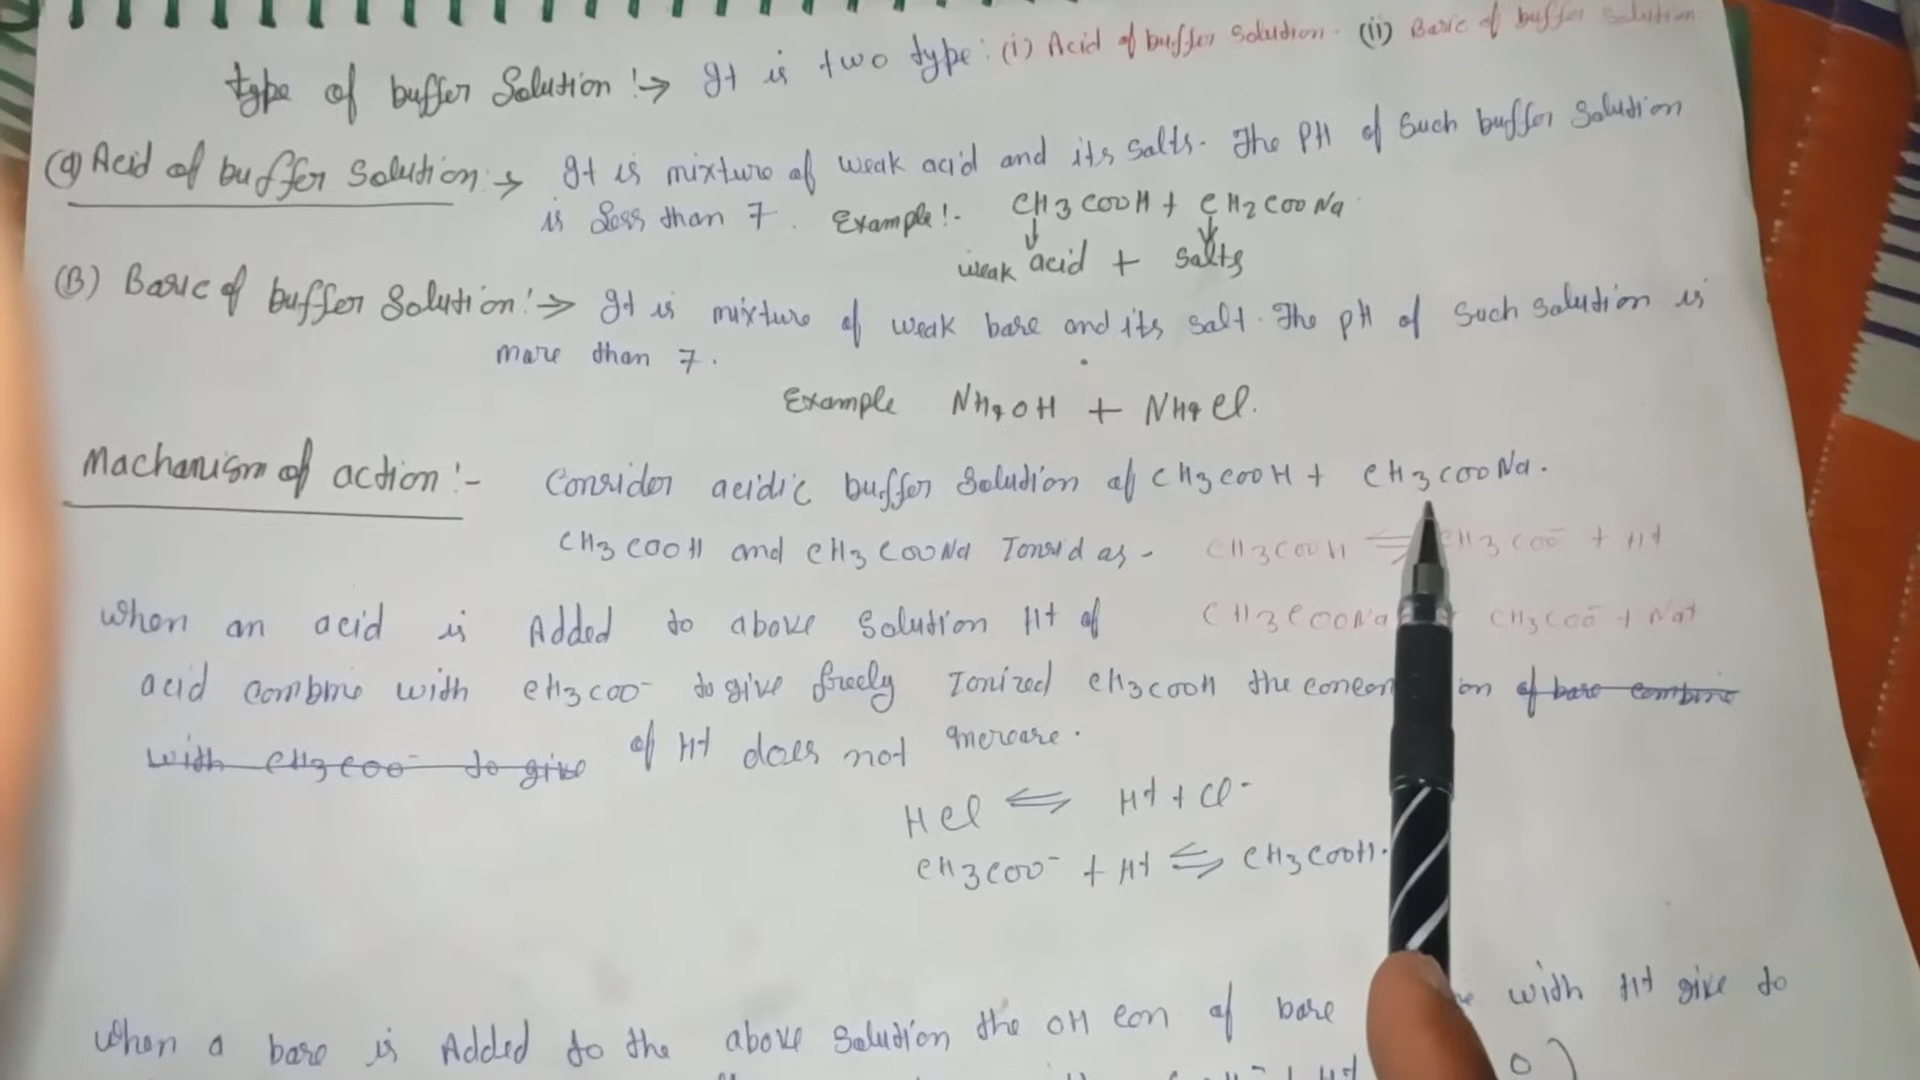 type of buffer Solution :→ It is two type: (i) Acid of buffer solution. (ii) Basic of buffer solution
(a) Acid of buffer solution :→ It is mixture of weak acid and its salts. The PH of such buffer solution
is less than 7. Example :- CH3COOH + CH2COONa
weak acid + salts
(B) Basic of buffer solution :→ It is mixture of weak base and its salt. The pH of such solution is
more than 7.
Example NH4OH + NH4Cl.
Machanism of action :- Consider acidic buffer solution of CH3COOH + CH3COONa.
CH3COOH and CH3COONa as - CH3COOH ⇌ CH3COO- + H+
When an acid is Added to above solution H+ of CH3COONa CH3COO- + Na+
acid combine with CH3COO- to give freely Ionized CH3COOH the on of base combine
with CH3COO- to give of H+ does not increase.
HCl ⇌ H+ + Cl-
CH3COO- + H+ ⇌ CH3COOH.
When a base is Added to the above solution the OH of base with H+ give to